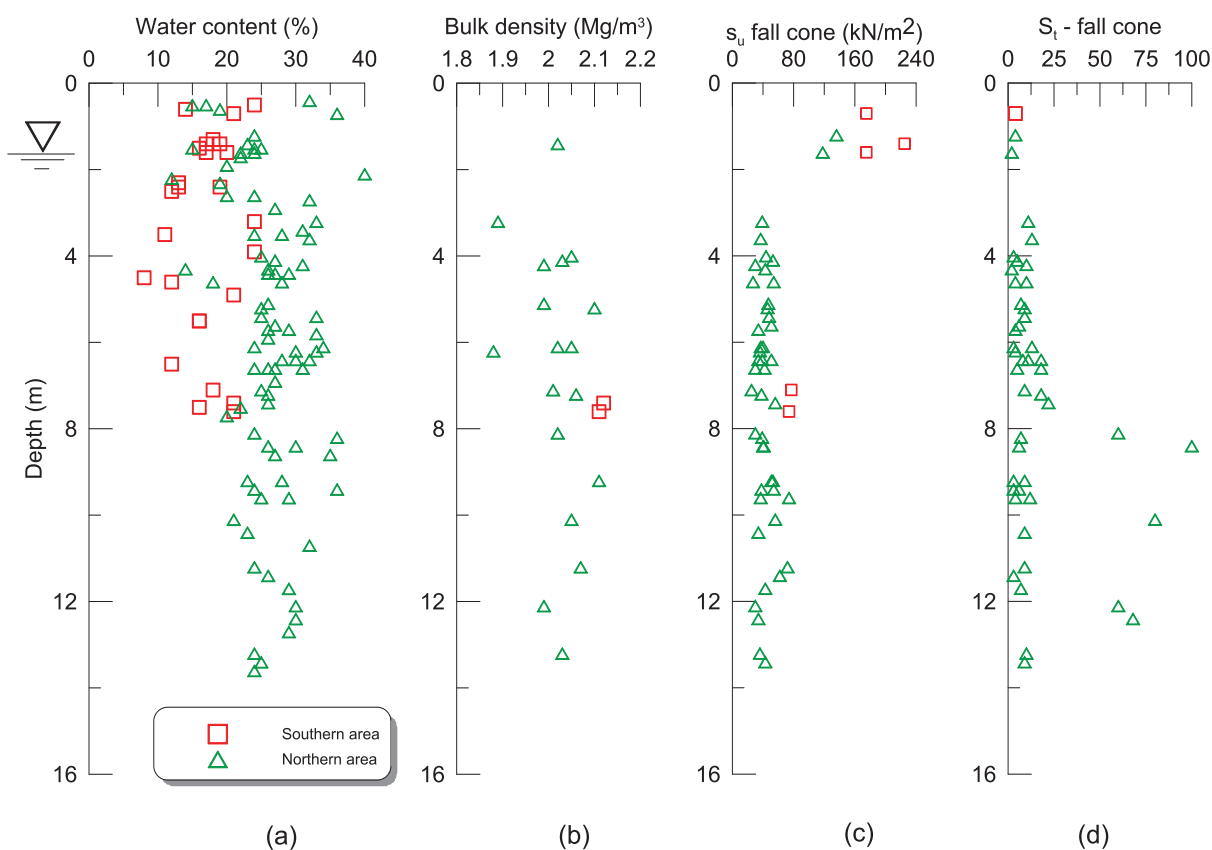 Water content (%)
0 10 20 30 40
Bulk density (Mg/m³)
1.8 1.9 2 2.1 2.2
sᵤ fall cone (kN/m²)
0 80 160 240
Sₜ - fall cone
0 25 50 75 100
0 0 0 0
4 4 4 4
8 8 8 8
12 12 12 12
16 16 16 16
Depth (m)
Southern area
Northern area
(a) (b) (c) (d)